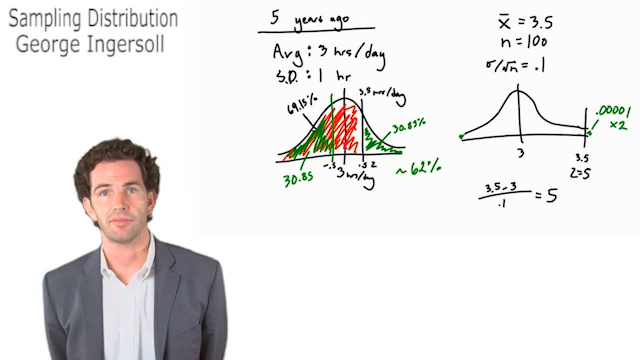 Sampling Distribution
George Ingersoll
5 years ago
Avg: 3 hrs/day
S.D.: 1 hr
69.15%
3.5 hrs/day
30.85%
30.85
-.5
.5 z
3 hrs/day
~62%
x̄ = 3.5
n = 100
σ/√n = .1
.00001
x2
3
3.5
z=5
3.5-3
.1
= 5